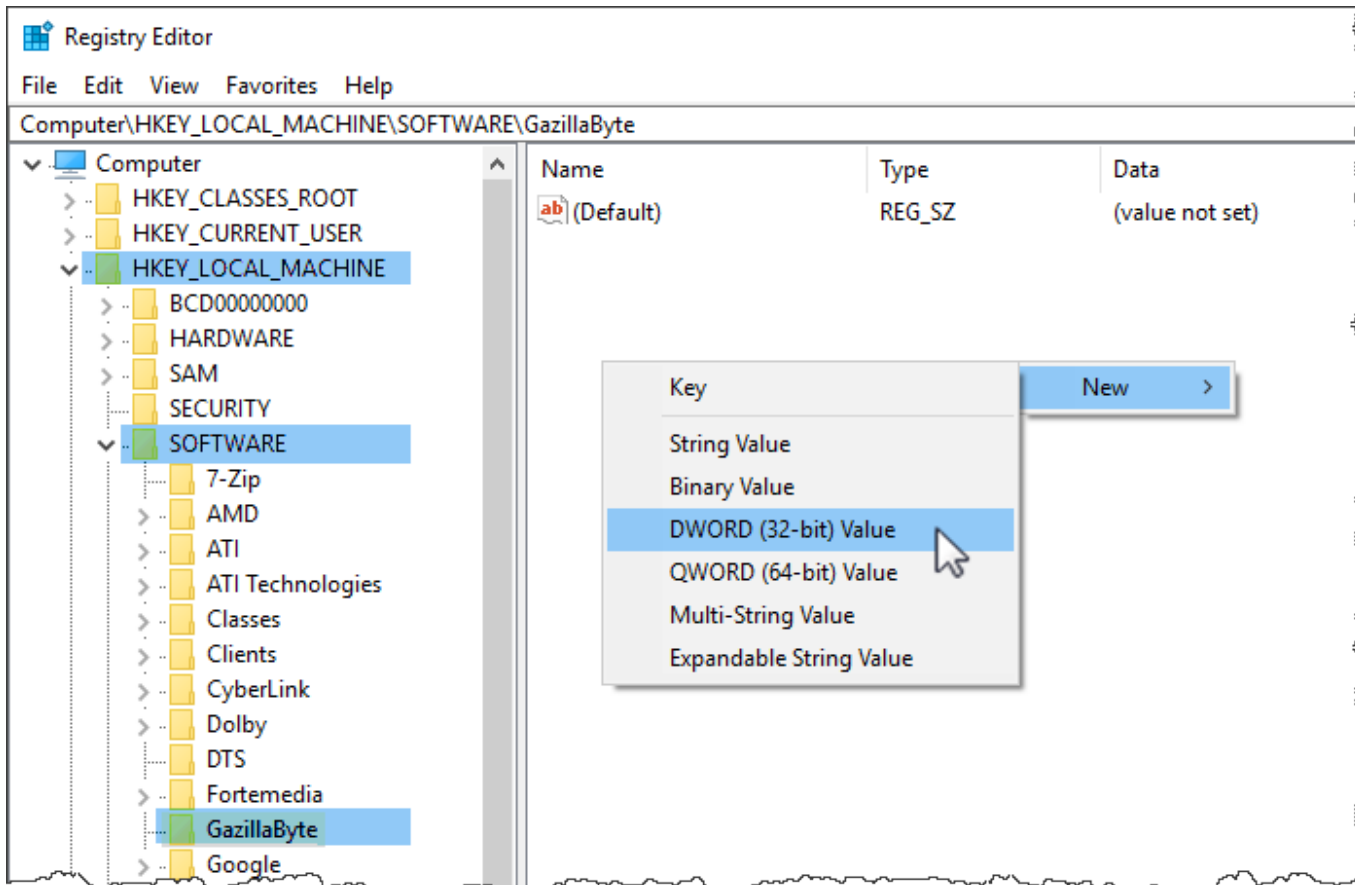 Registry Editor
File Edit View Favorites Help
Computer\HKEY_LOCAL_MACHINE\SOFTWARE\GazillaByte
Computer
HKEY_CLASSES_ROOT
HKEY_CURRENT_USER
HKEY_LOCAL_MACHINE
BCD00000000
HARDWARE
SAM
SECURITY
SOFTWARE
7-Zip
AMD
ATI
ATI Technologies
Classes
Clients
CyberLink
Dolby
DTS
Fortemedia
GazillaByte
Google
Name Type Data
ab (Default) REG_SZ (value not set)
New >
Key
String Value
Binary Value
DWORD (32-bit) Value
QWORD (64-bit) Value
Multi-String Value
Expandable String Value